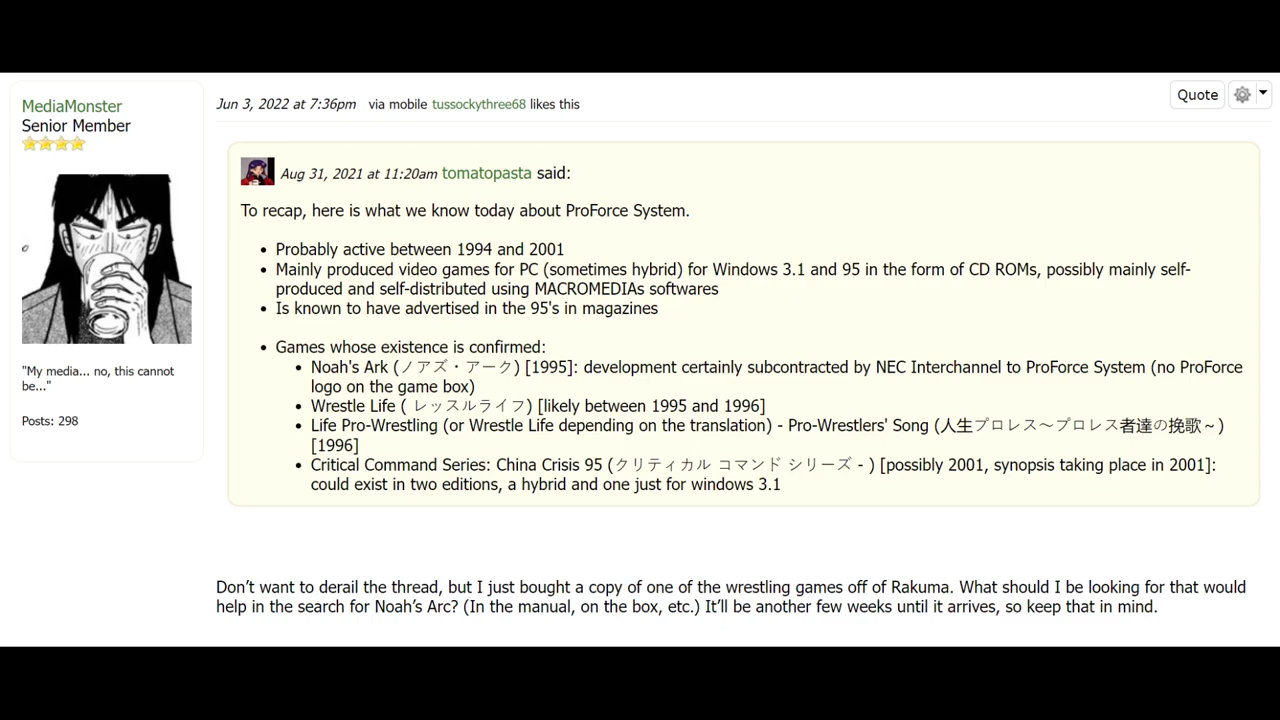 MediaMonster
Senior Member
"My media... no, this cannot
be..."
Posts: 298
Jun 3, 2022 at 7:36pm via mobile tussockythree68 likes this
Quote
Aug 31, 2021 at 11:20am tomatopasta said:
To recap, here is what we know today about ProForce System.
• Probably active between 1994 and 2001
• Mainly produced video games for PC (sometimes hybrid) for Windows 3.1 and 95 in the form of CD ROMs, possibly mainly self-
produced and self-distributed using MACROMEDIAs softwares
• Is known to have advertised in the 95's in magazines
• Games whose existence is confirmed:
• Noah's Ark (ノアズ・アーク) [1995]: development certainly subcontracted by NEC Interchannel to ProForce System (no ProForce
logo on the game box)
• Wrestle Life ( レッスルライフ) [likely between 1995 and 1996]
• Life Pro-Wrestling (or Wrestle Life depending on the translation) - Pro-Wrestlers' Song (人生プロレス～プロレス者達の挽歌～)
[1996]
• Critical Command Series: China Crisis 95 (クリティカル コマンド シリーズ - ) [possibly 2001, synopsis taking place in 2001]:
could exist in two editions, a hybrid and one just for windows 3.1
Don’t want to derail the thread, but I just bought a copy of one of the wrestling games off of Rakuma. What should I be looking for that would
help in the search for Noah’s Arc? (In the manual, on the box, etc.) It’ll be another few weeks until it arrives, so keep that in mind.